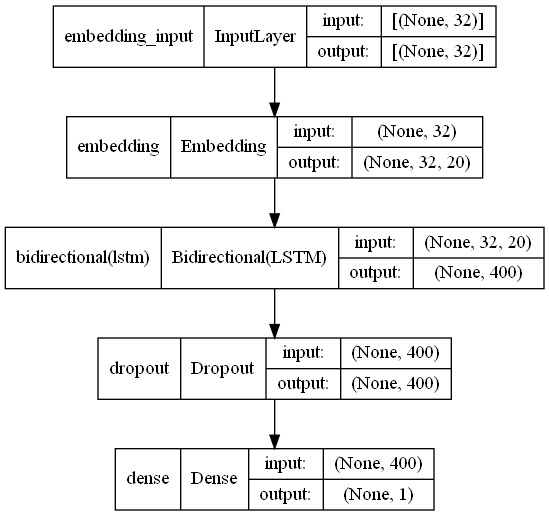 embedding_input InputLayer input: [(None, 32)]
output: [(None, 32)]
embedding Embedding input: (None, 32)
output: (None, 32, 20)
bidirectional(lstm) Bidirectional(LSTM) input: (None, 32, 20)
output: (None, 400)
dropout Dropout input: (None, 400)
output: (None, 400)
dense Dense input: (None, 400)
output: (None, 1)